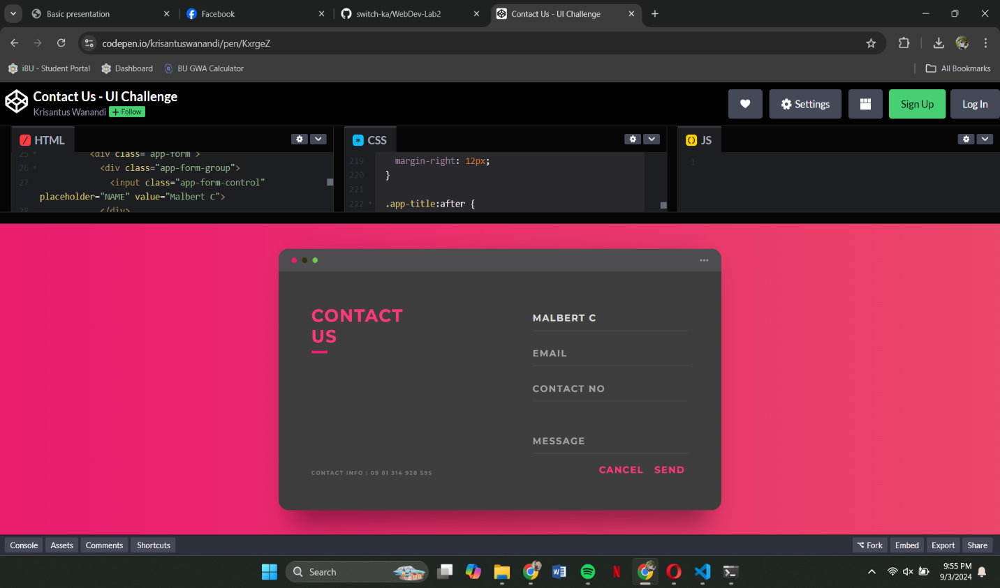 Basic presentation
Facebook
switch-ka/WebDev-Lab2
Contact Us - UI Challenge
codepen.io/krisantuswanandi/pen/KxrgeZ
iBU - Student Portal
Dashboard
BU GWA Calculator
All Bookmarks
Contact Us - UI Challenge
Krisantus Wanandi
+ Follow
Settings
Sign Up
Log In
HTML
CSS
JS
25 <div class="app-form">
26 <div class="app-form-group">
27 <input class="app-form-control"
placeholder="NAME" value="Malbert C">
28 </div>
219 margin-right: 12px;
220 }
221
222 .app-title:after {
1
CONTACT
US
MALBERT C
EMAIL
CONTACT NO
MESSAGE
CONTACT INFO : 09 81 314 928 595
CANCEL SEND
Console
Assets
Comments
Shortcuts
Fork
Embed
Export
Share
Search
9:55 PM
9/3/2024